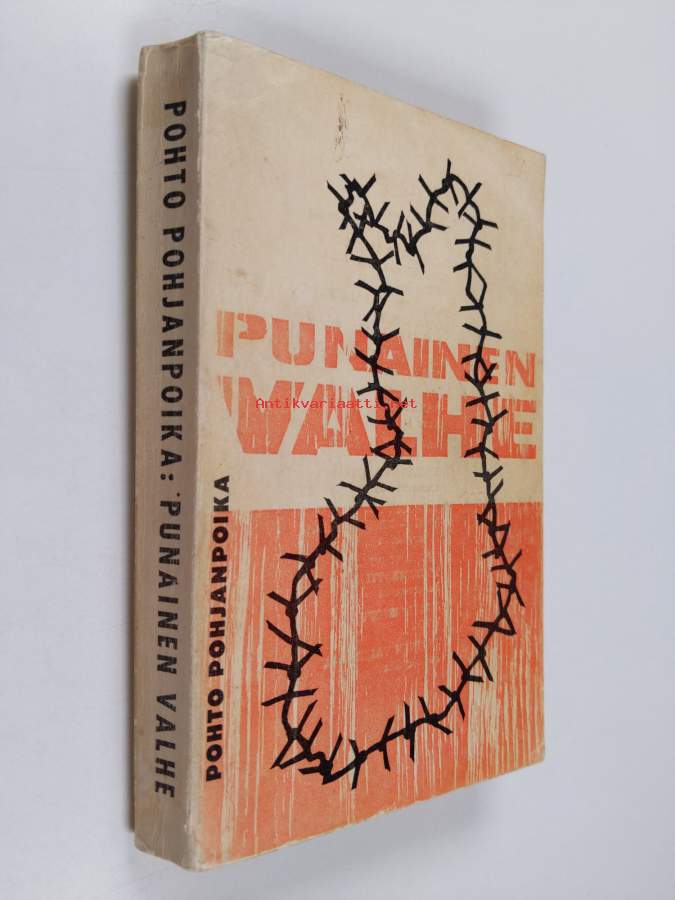 POHTO POHJANPOIKA: PUNAINEN VALHE
PUNAINEN
VALHE
Antikvariaatti.net
POHTO POHJANPOIKA